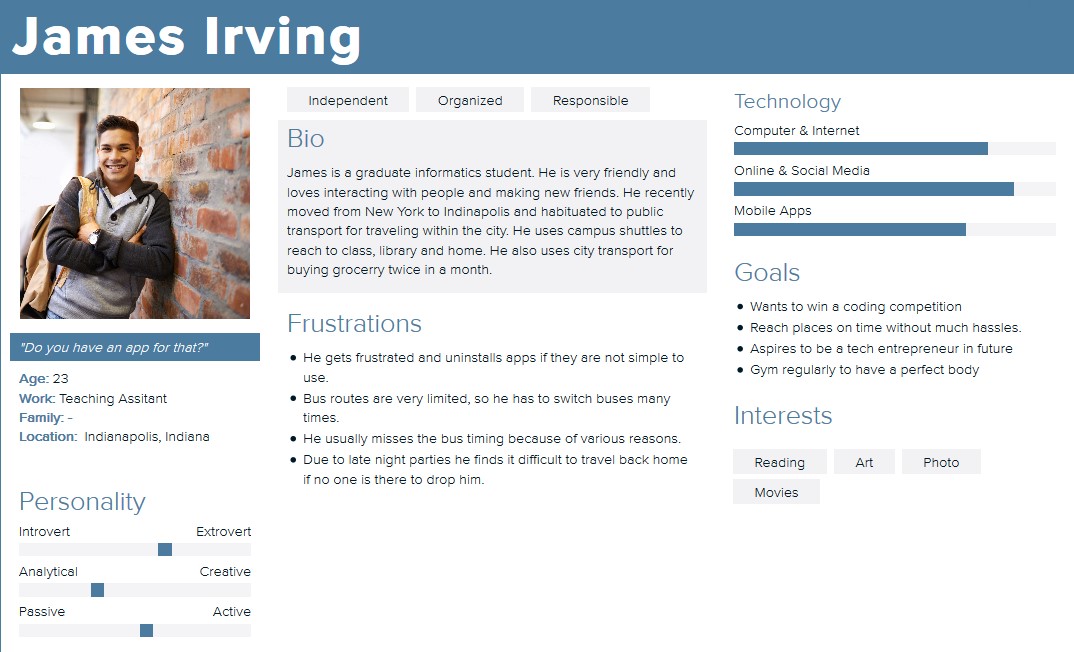 James Irving
"Do you have an app for that?"
Age: 23
Work: Teaching Assitant
Family: -
Location: Indianapolis, Indiana
Personality
Introvert Extrovert
Analytical Creative
Passive Active
Independent Organized Responsible
Bio
James is a graduate informatics student. He is very friendly and
loves interacting with people and making new friends. He recently
moved from New York to Indinapolis and habituated to public
transport for traveling within the city. He uses campus shuttles to
reach to class, library and home. He also uses city transport for
buying grocerry twice in a month.
Frustrations
• He gets frustrated and uninstalls apps if they are not simple to
use.
• Bus routes are very limited, so he has to switch buses many
times.
• He usually misses the bus timing because of various reasons.
• Due to late night parties he finds it difficult to travel back home
if no one is there to drop him.
Technology
Computer & Internet
Online & Social Media
Mobile Apps
Goals
• Wants to win a coding competition
• Reach places on time without much hassles.
• Aspires to be a tech entrepreneur in future
• Gym regularly to have a perfect body
Interests
Reading Art Photo
Movies